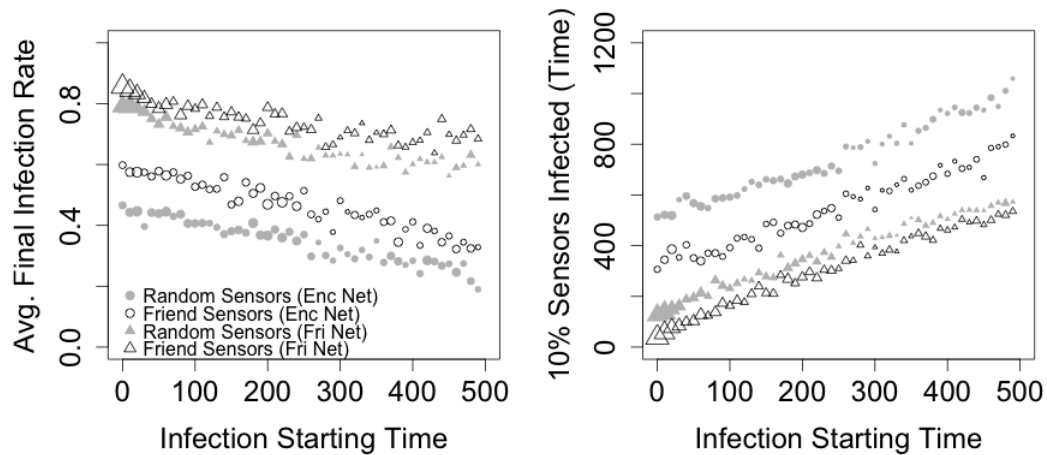 Avg. Final Infection Rate
0.0 0.4 0.8
Random Sensors (Enc Net)
Friend Sensors (Enc Net)
Random Sensors (Fri Net)
Friend Sensors (Fri Net)
0 100 200 300 400 500
Infection Starting Time
10% Sensors Infected (Time)
0 400 800 1200
0 100 200 300 400 500
Infection Starting Time